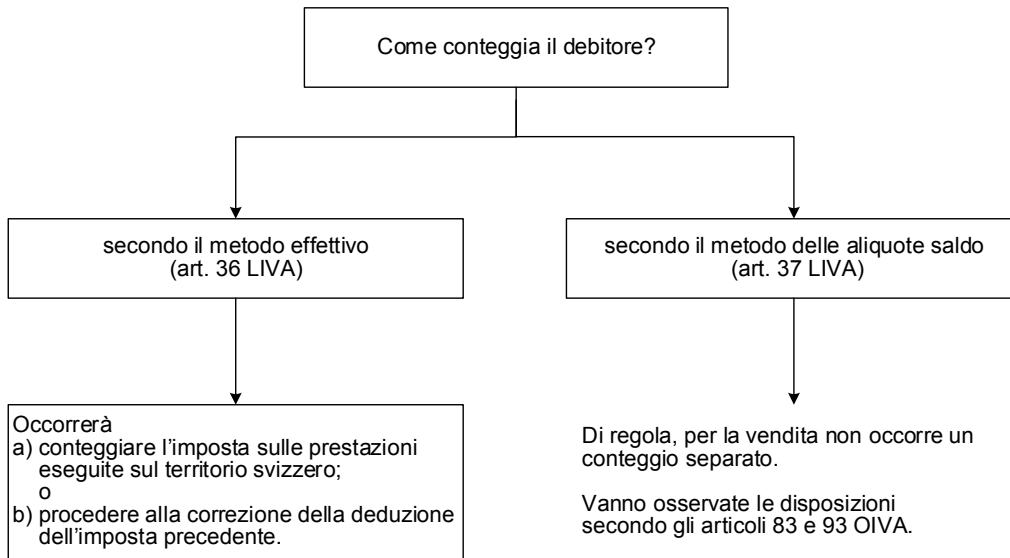 Come conteggia il debitore?
secondo il metodo effettivo
(art. 36 LIVA)
secondo il metodo delle aliquote saldo
(art. 37 LIVA)
Occorrerà
a) conteggiare l'imposta sulle prestazioni
eseguite sul territorio svizzero;
o
b) procedere alla correzione della deduzione
dell'imposta precedente.
Di regola, per la vendita non occorre un
conteggio separato.
Vanno osservate le disposizioni
secondo gli articoli 83 e 93 OIVA.